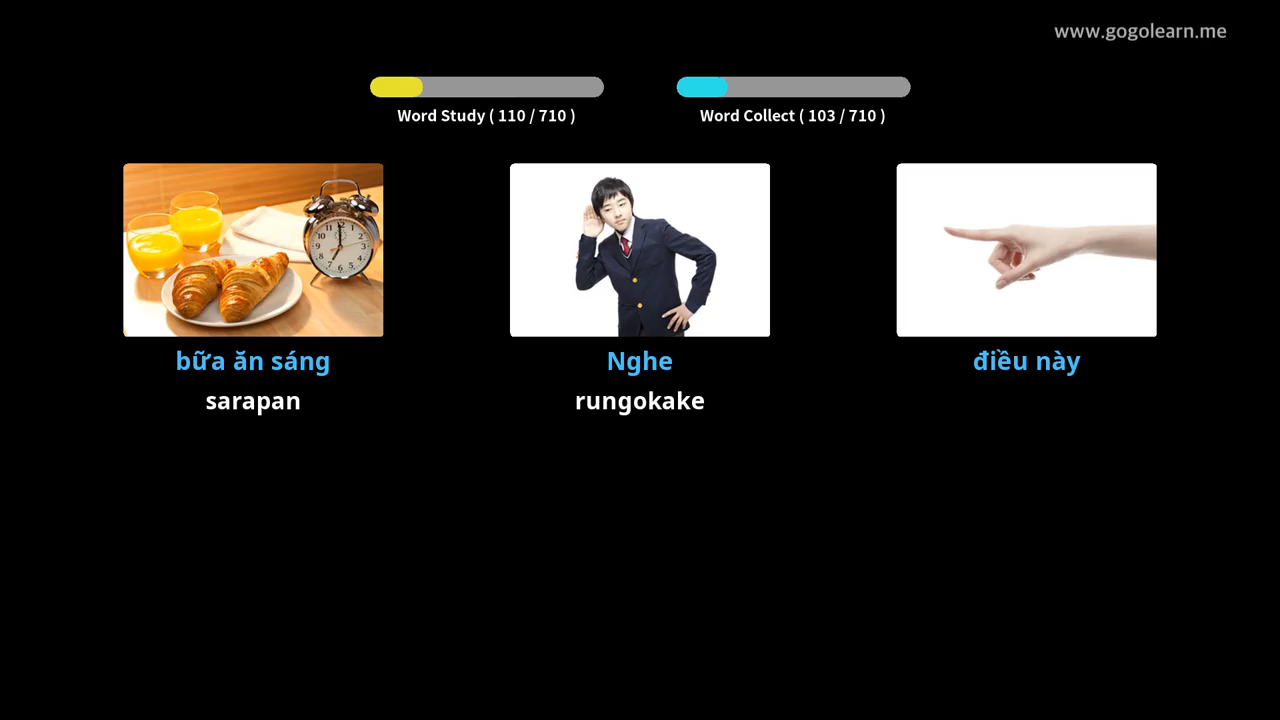 www.gogolearn.me
Word Study ( 110 / 710 )
Word Collect ( 103 / 710 )
bữa ăn sáng
sarapan
Nghe
rungokake
điều này